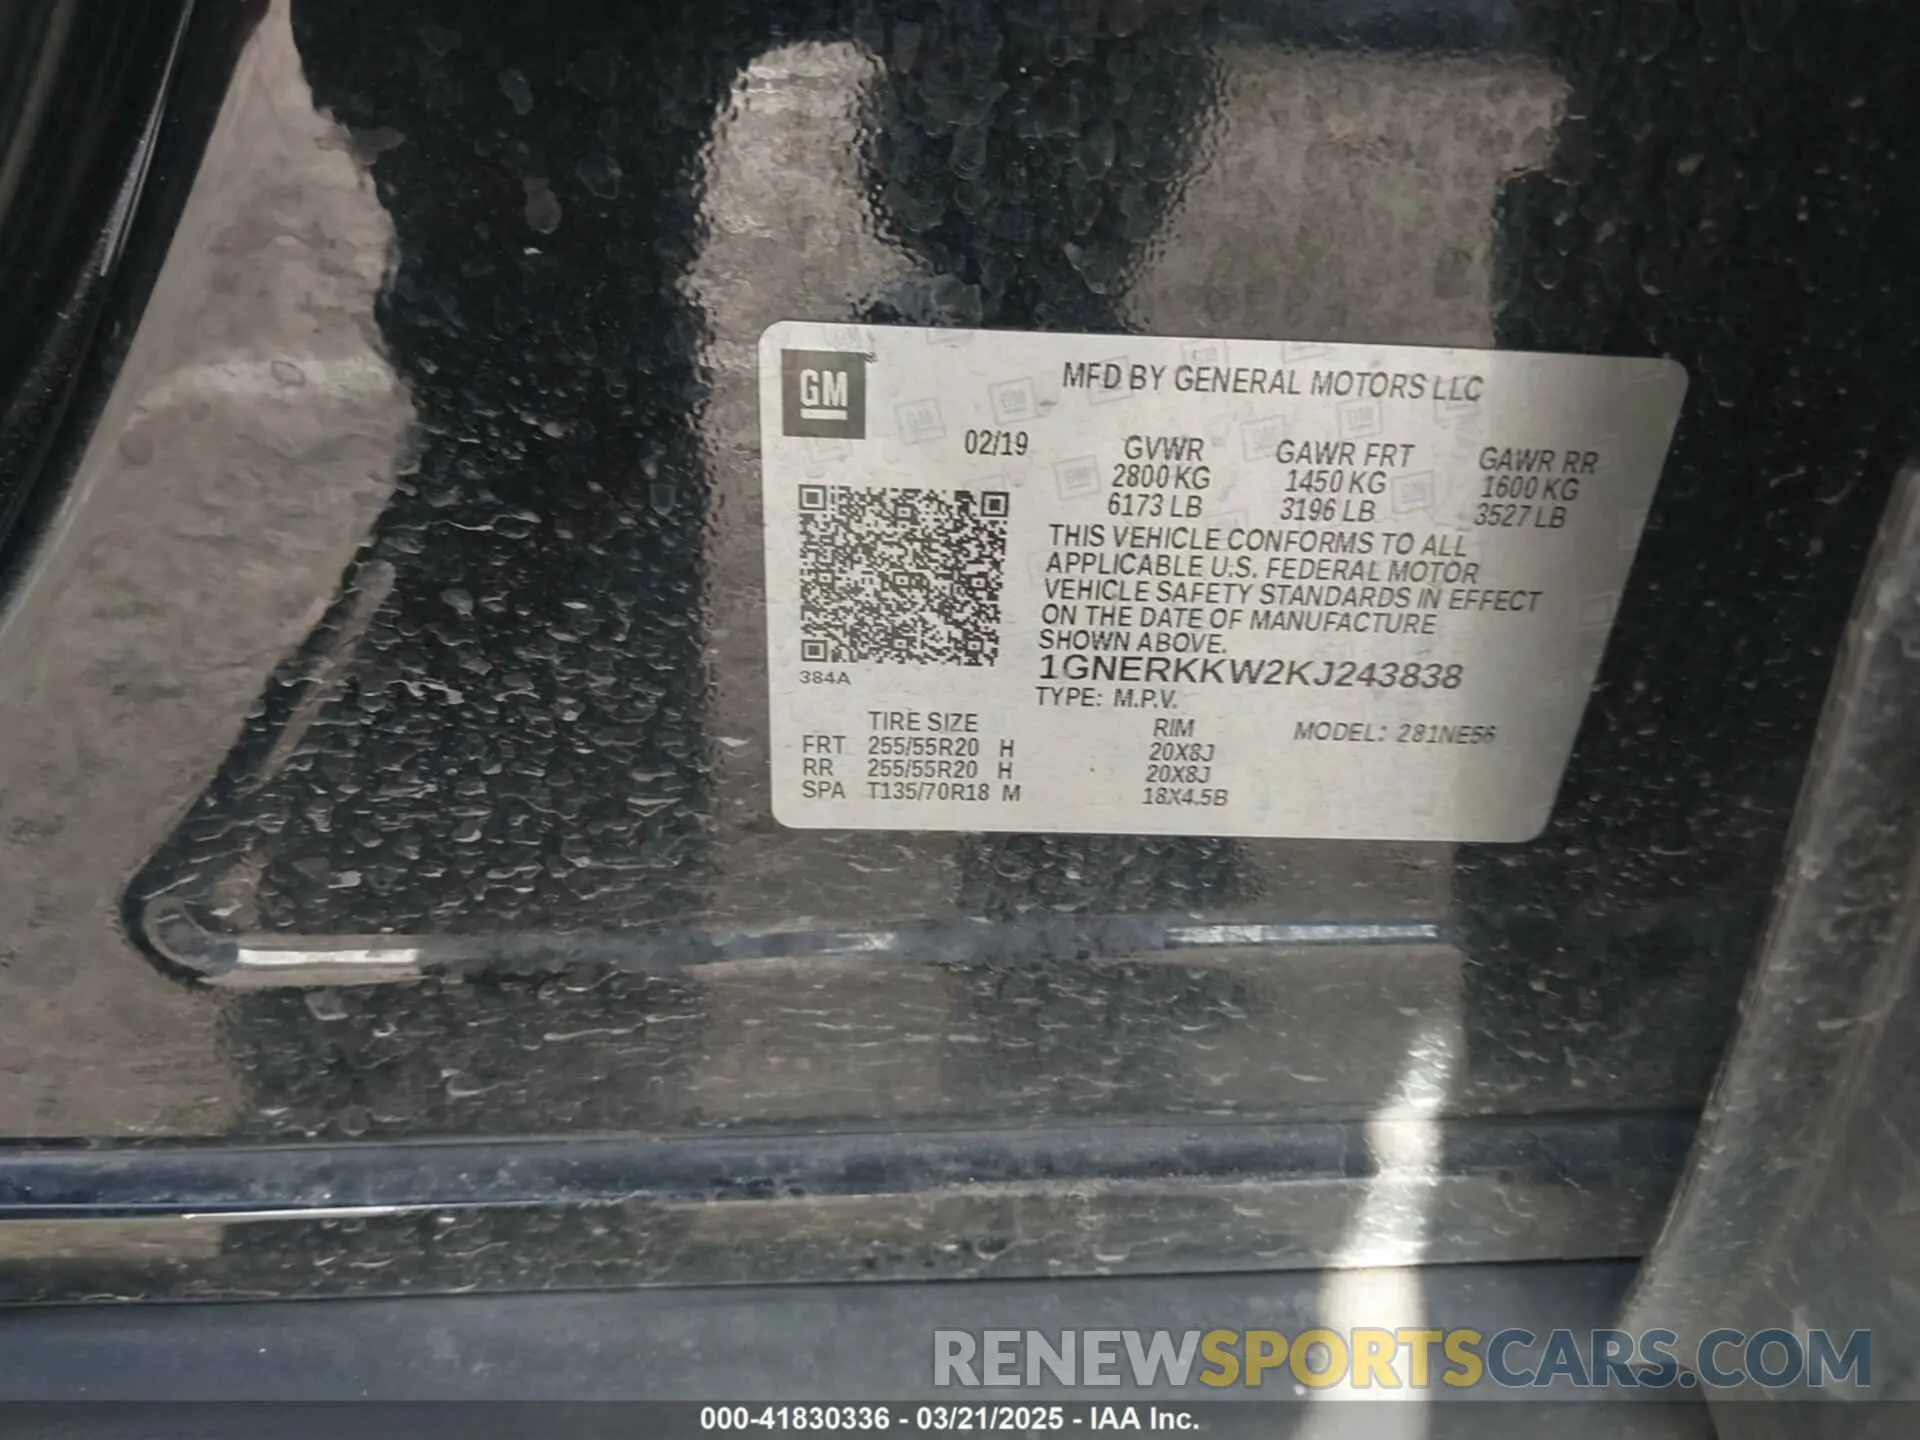 GM
MFD BY GENERAL MOTORS LLC
02/19 GVWR GAWR FRT GAWR RR
2800 KG 1450 KG 1600 KG
6173 LB 3196 LB 3527 LB
THIS VEHICLE CONFORMS TO ALL
APPLICABLE U.S. FEDERAL MOTOR
VEHICLE SAFETY STANDARDS IN EFFECT
ON THE DATE OF MANUFACTURE
SHOWN ABOVE.
1GNERKKW2KJ243838
384A
TYPE: M.P.V.
TIRE SIZE RIM MODEL: 281NE56
FRT 255/55R20 H 20X8J
RR 255/55R20 H 20X8J
SPA T135/70R18 M 18X4.5B
RENEWSPORTSCARS.COM
000-41830336 - 03/21/2025 - IAA Inc.